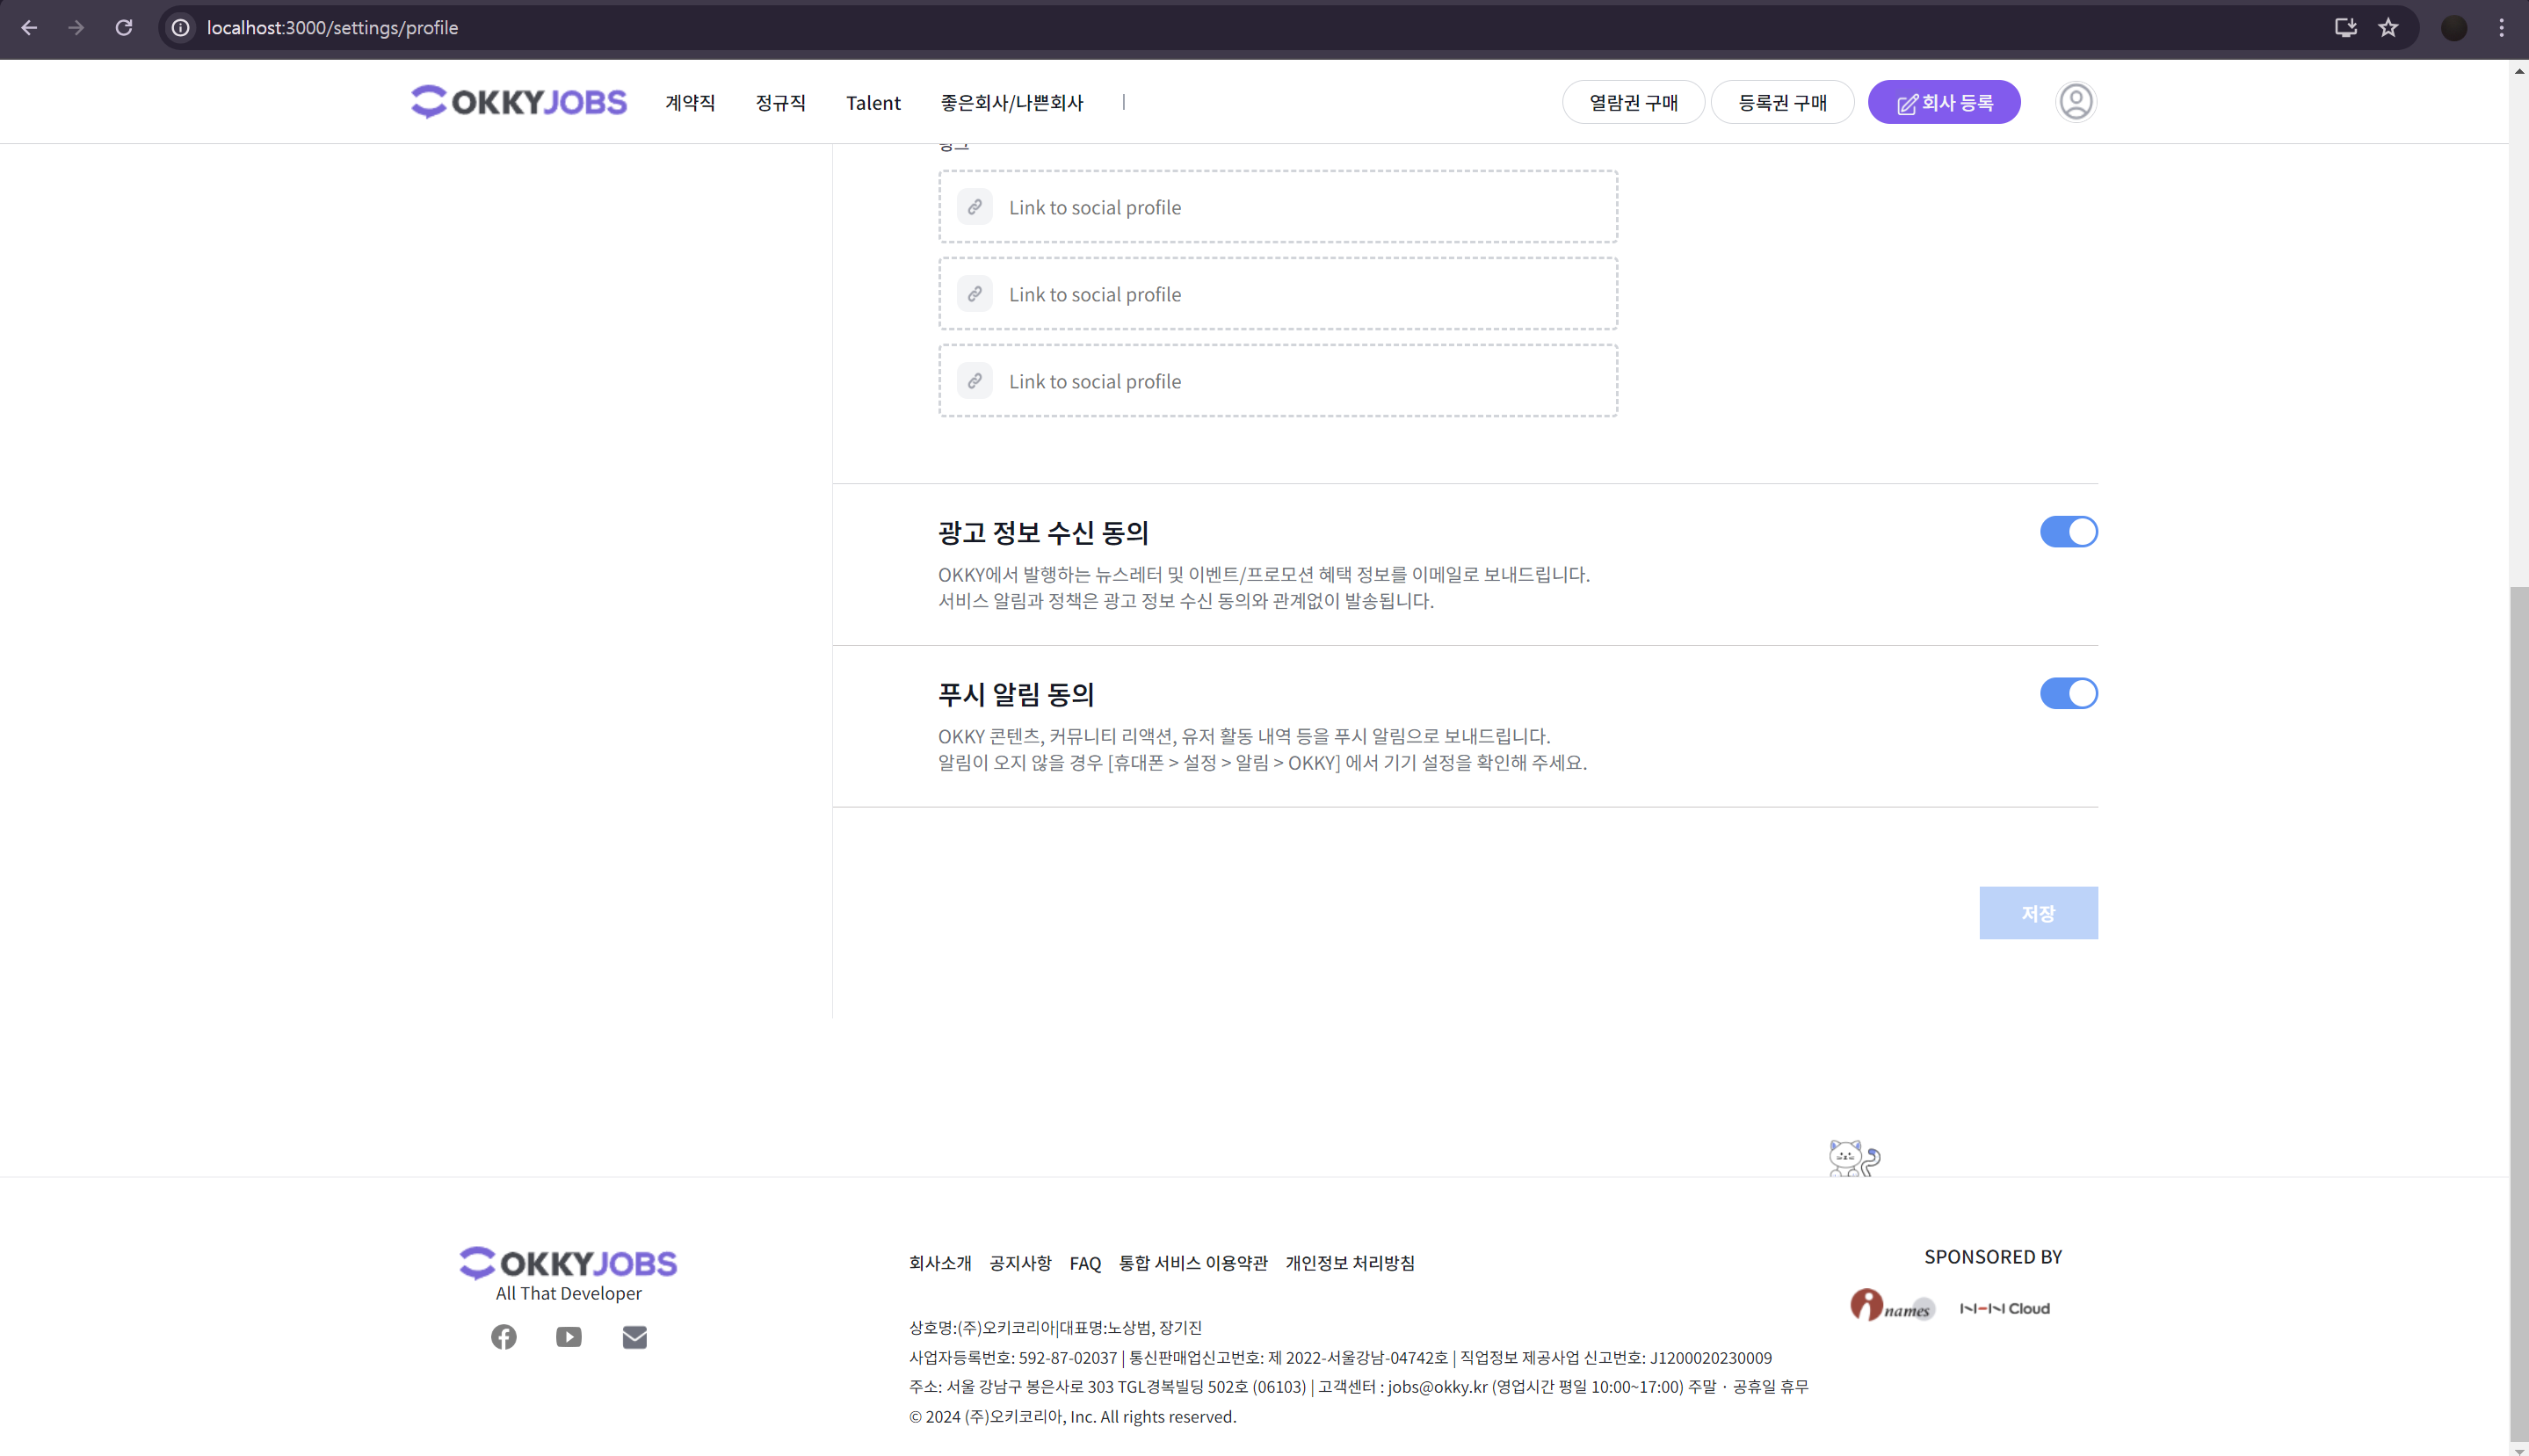 localhost:3000/settings/profile
OKKYJOBS 계약직 정규직 Talent 좋은회사/나쁜회사 | 열람권 구매 등록권 구매 회사 등록
Link to social profile
Link to social profile
Link to social profile
광고 정보 수신 동의
OKKY에서 발행하는 뉴스레터 및 이벤트/프로모션 혜택 정보를 이메일로 보내드립니다.
서비스 알림과 정책은 광고 정보 수신 동의와 관계없이 발송됩니다.
푸시 알림 동의
OKKY 콘텐츠, 커뮤니티 리액션, 유저 활동 내역 등을 푸시 알림으로 보내드립니다.
알림이 오지 않을 경우 [휴대폰 > 설정 > 알림 > OKKY] 에서 기기 설정을 확인해 주세요.
저장
OKKYJOBS
All That Developer
회사소개 공지사항 FAQ 통합 서비스 이용약관 개인정보 처리방침
상호명:(주)오키코리아|대표명:노상범, 장기진
사업자등록번호: 592-87-02037 | 통신판매업신고번호: 제 2022-서울강남-04742호 | 직업정보 제공사업 신고번호: J1200020230009
주소: 서울 강남구 봉은사로 303 TGL경복빌딩 502호 (06103) | 고객센터 : jobs@okky.kr (영업시간 평일 10:00~17:00) 주말 · 공휴일 휴무
© 2024 (주)오키코리아, Inc. All rights reserved.
SPONSORED BY
inames NHN Cloud